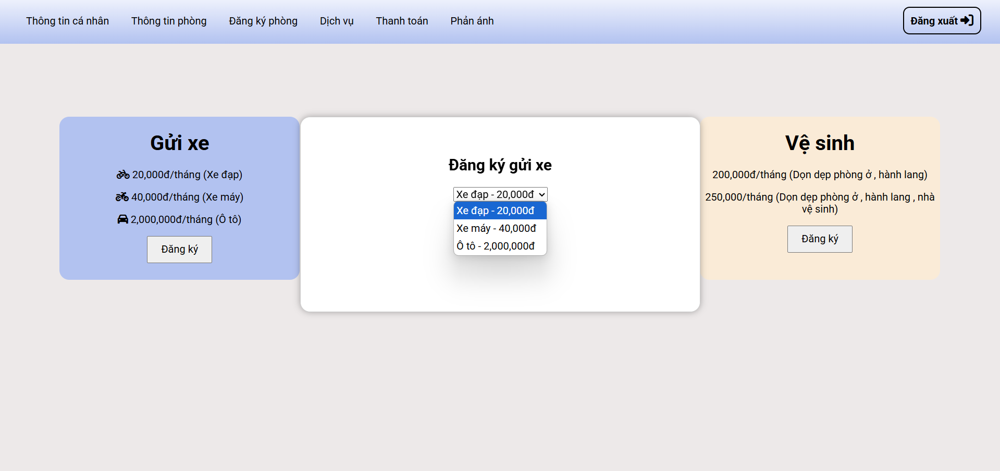 Thông tin cá nhân Thông tin phòng Đăng ký phòng Dịch vụ Thanh toán Phản ánh Đăng xuất
Gửi xe
20,000đ/tháng (Xe đạp)
40,000đ/tháng (Xe máy)
2,000,000đ/tháng (Ô tô)
Đăng ký
Đăng ký gửi xe
Xe đạp - 20,000đ
Xe đạp - 20,000đ
Xe máy - 40,000đ
Ô tô - 2,000,000đ
Vệ sinh
200,000đ/tháng (Dọn dẹp phòng ở , hành lang)
250,000/tháng (Dọn dẹp phòng ở , hành lang , nhà
vệ sinh)
Đăng ký